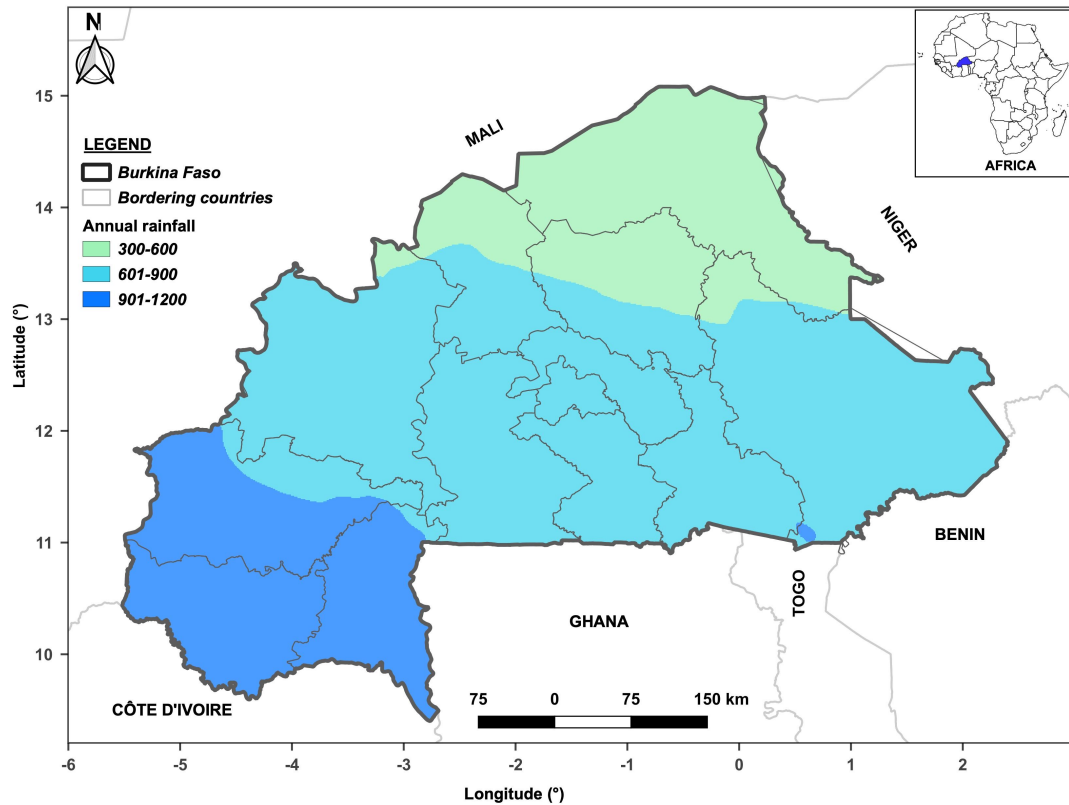 N
AFRICA
MALI
NIGER
BENIN
TOGO
GHANA
CÔTE D'IVOIRE
LEGEND
Burkina Faso
Bordering countries
Annual rainfall
300-600
601-900
901-1200
75 0 75 150 km
Latitude (°)
15
14
13
12
11
10
-6 -5 -4 -3 -2 -1 0 1 2
Longitude (°)